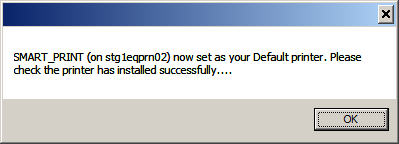 SMART_PRINT (on stg1eqprn02) now set as your Default printer. Please
check the printer has installed successfully....
OK